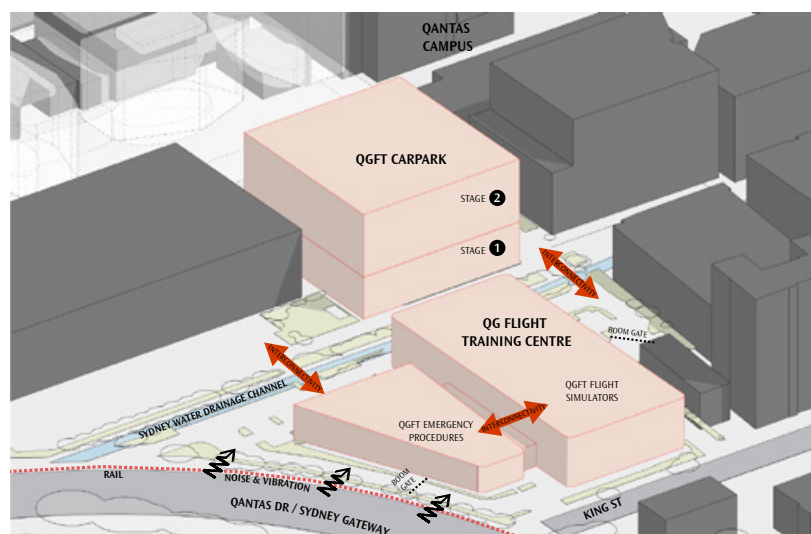 QANTAS
CAMPUS
QGFT CARPARK
STAGE 2
STAGE 1
INTERCONNECTIVITY
QG FLIGHT
TRAINING CENTRE
BOOM GATE
INTERCONNECTIVITY
QGFT FLIGHT
SIMULATORS
SYDNEY WATER DRAINAGE CHANNEL
QGFT EMERGENCY
PROCEDURES
INTERCONNECTIVITY
RAIL
NOISE & VIBRATION
BOOM
GATE
QANTAS DR / SYDNEY GATEWAY
KING ST